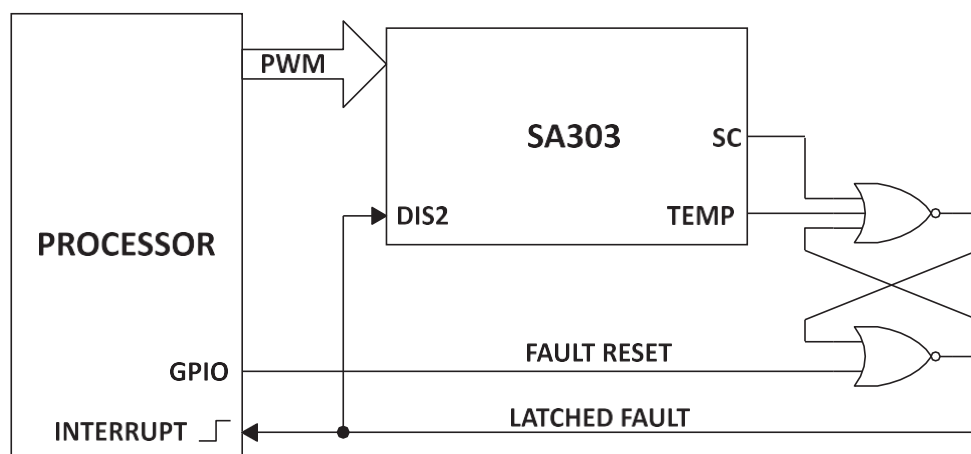 PWM
SA303
SC
DIS2
TEMP
PROCESSOR
FAULT RESET
GPIO
LATCHED FAULT
INTERRUPT